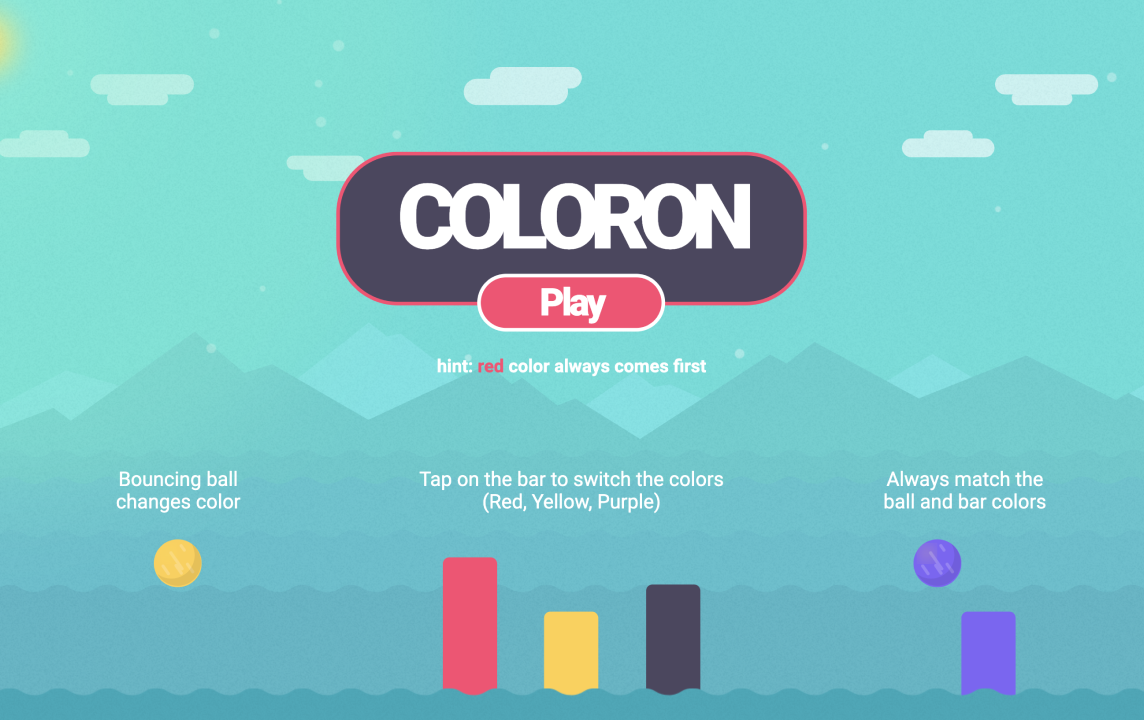 COLORON
Play
hint: red color always comes first
Bouncing ball
changes color
Tap on the bar to switch the colors
(Red, Yellow, Purple)
Always match the
ball and bar colors